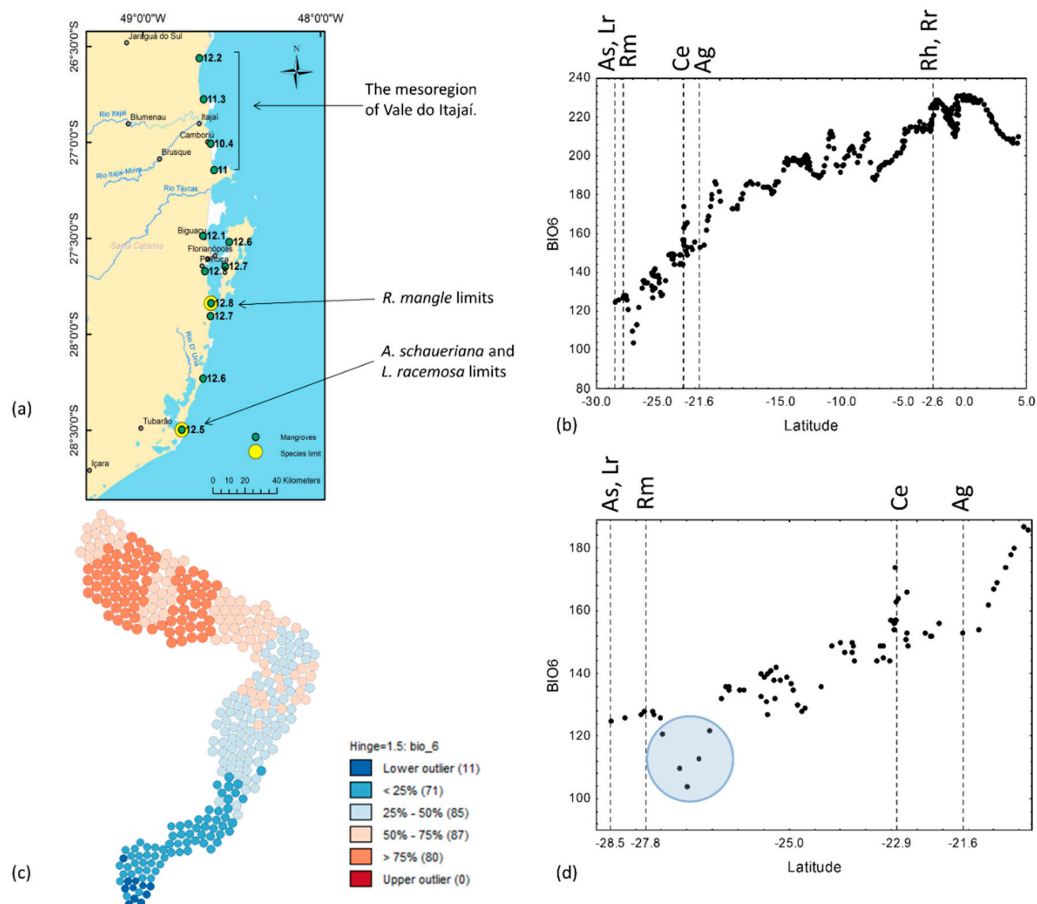 49°0'0"W
48°0'0"W
26°30'0"S
27°0'0"S
27°30'0"S
28°0'0"S
28°30'0"S
Jaraguá do Sul
N
12.2
11.3
Rio Itajaí
Blumenau
Itajaí
Camboriú
10.4
Brusque
Rio Itajaí-Mirim
11
Rio Tijucas
Biguaçu
12.1
12.6
Santa Catarina
Florianópolis
12.7
12.8
12.8
12.7
12.6
Tubarão
12.5
Içara
Mangroves
Species limit
0 10 20 40 Kilometers
The mesoregion
of Vale do Itajaí.
R. mangle limits
A. schaueriana and
L. racemosa limits
(a)
As, Lr
Rm
Ce
Ag
Rh, Rr
BIO6
240
220
200
180
160
140
120
100
80
-30.0
-25.0
-21.6
-15.0
-10.0
-5.0
-2.6
0.0
5.0
Latitude
(b)
Hinge=1.5: bio_6
Lower outlier (11)
< 25% (71)
25% - 50% (85)
50% - 75% (87)
> 75% (80)
Upper outlier (0)
(c)
As, Lr
Rm
Ce
Ag
BIO6
180
160
140
120
100
-28.5
-27.8
-25.0
-22.9
-21.6
Latitude
(d)